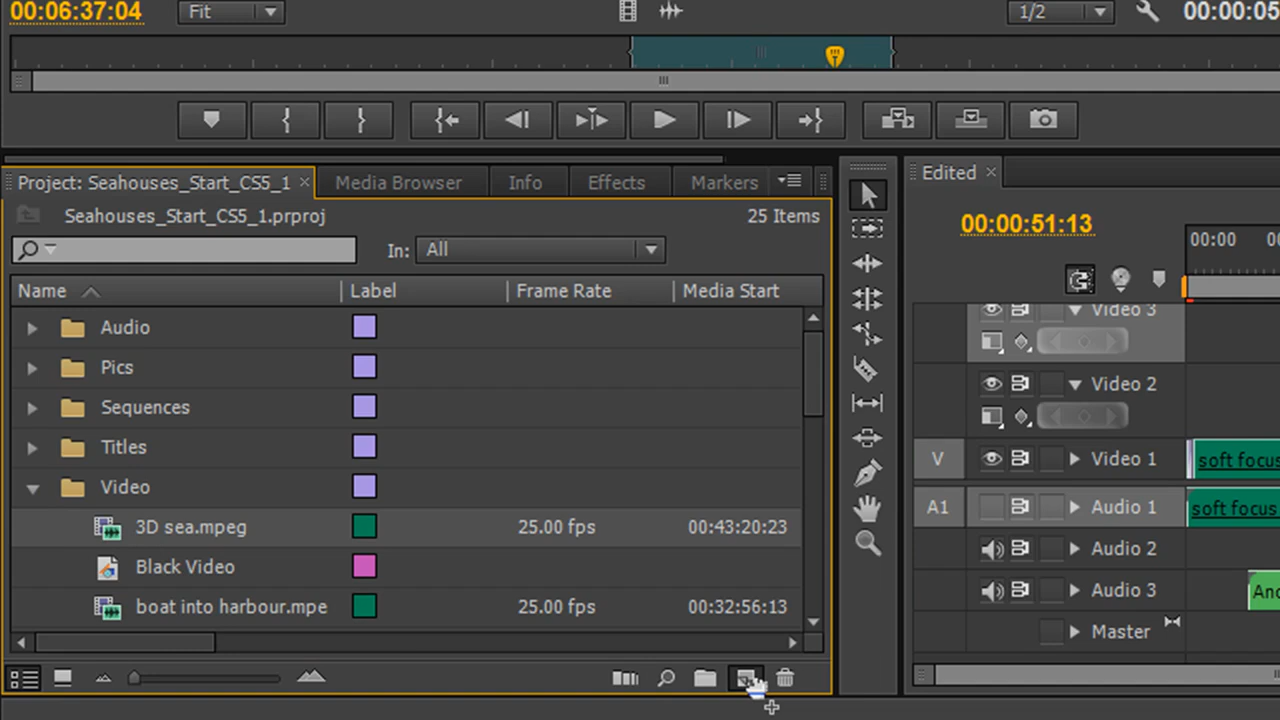 00:06:37:04 Fit 1/2 00:00:05
Project: Seahouses_Start_CS5_1 × Media Browser Info Effects Markers
Edited ×
Seahouses_Start_CS5_1.prproj 25 Items
In: All
00:00:51:13
00:00
Name Label Frame Rate Media Start
Audio
Pics
Sequences
Titles
Video
3D sea.mpeg 25.00 fps 00:43:20:23
Black Video
boat into harbour.mpe 25.00 fps 00:32:56:13
Video 3
Video 2
V Video 1 soft focus
A1 Audio 1 soft focus
Audio 2
Audio 3
Master